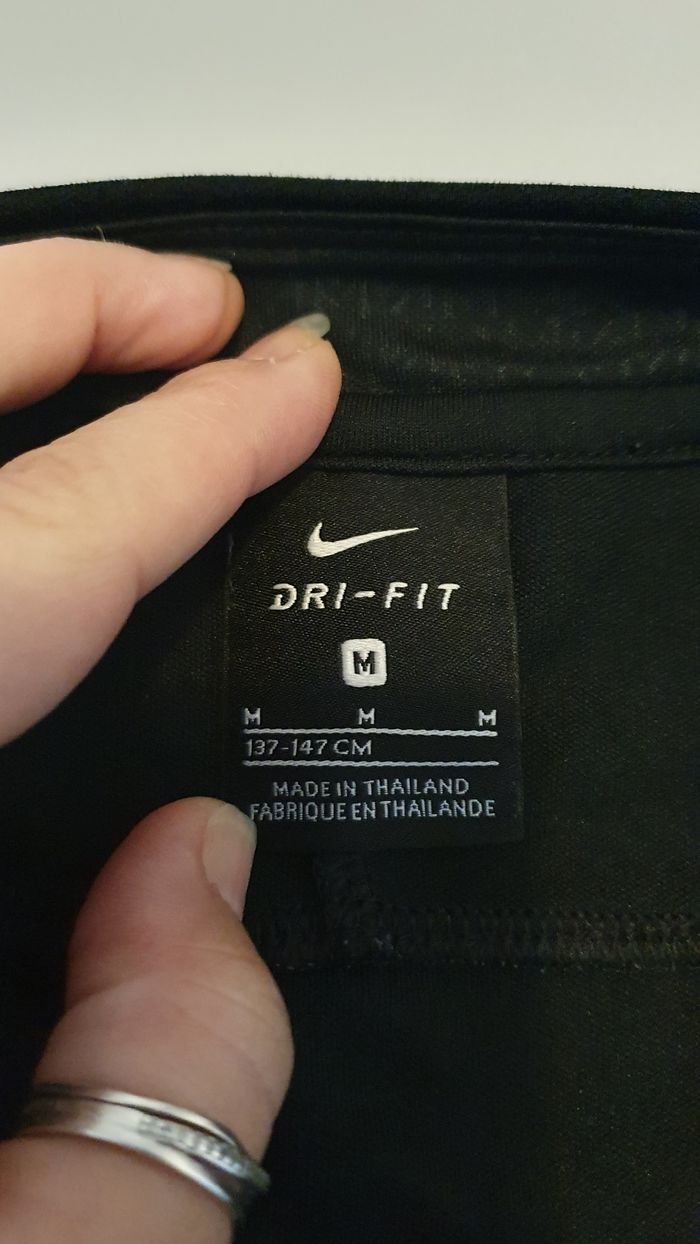 DRI-FIT
M
M M M
137-147 CM
MADE IN THAILAND
FABRIQUE EN THAILANDE